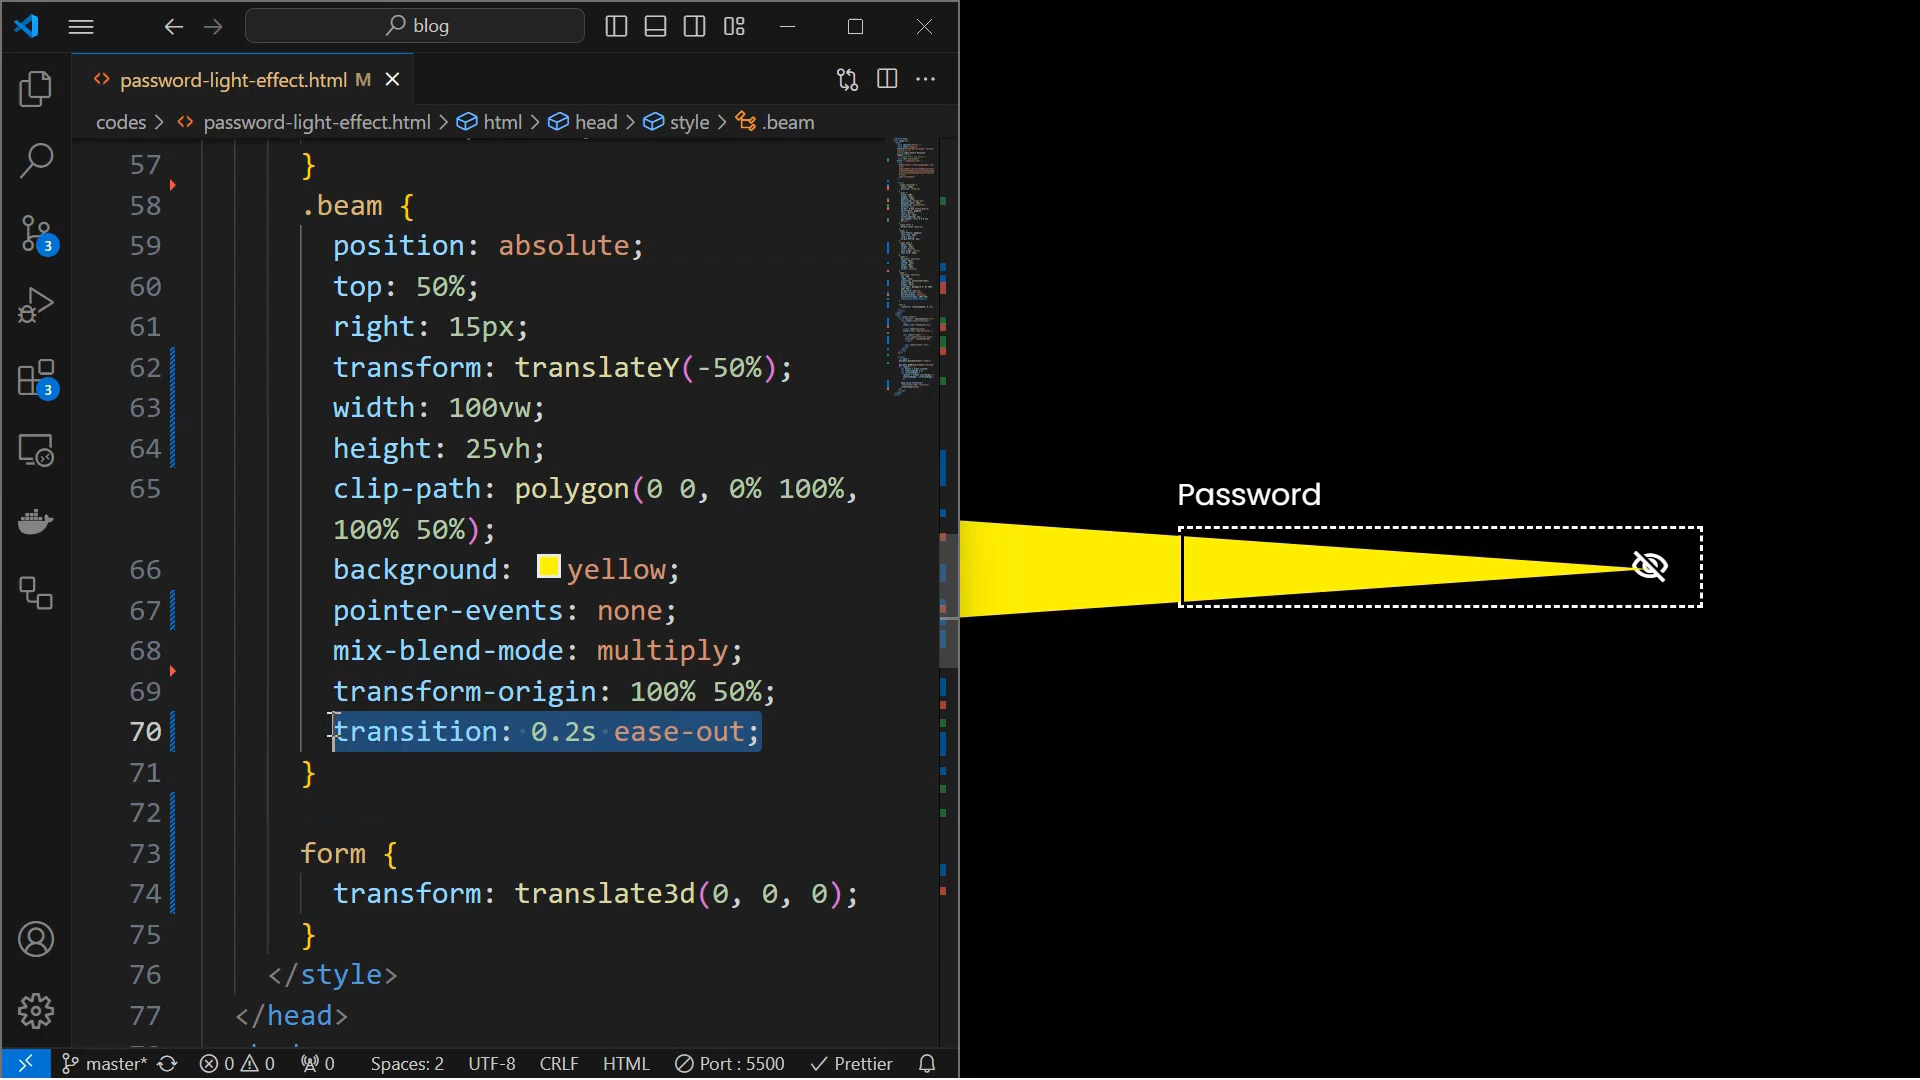 blog
password-light-effect.html M
codes > password-light-effect.html > html > head > style > .beam
57 }
58 .beam {
59 position: absolute;
60 top: 50%;
61 right: 15px;
62 transform: translateY(-50%);
63 width: 100vw;
64 height: 25vh;
65 clip-path: polygon(0 0, 0% 100%,
100% 50%);
66 background: yellow;
67 pointer-events: none;
68 mix-blend-mode: multiply;
69 transform-origin: 100% 50%;
70 transition: 0.2s ease-out;
71 }
72
73 form {
74 transform: translate3d(0, 0, 0);
75 }
76 </style>
77 </head>
3
3
master* 0 0 0 Spaces: 2 UTF-8 CRLF HTML Port : 5500 Prettier
Password